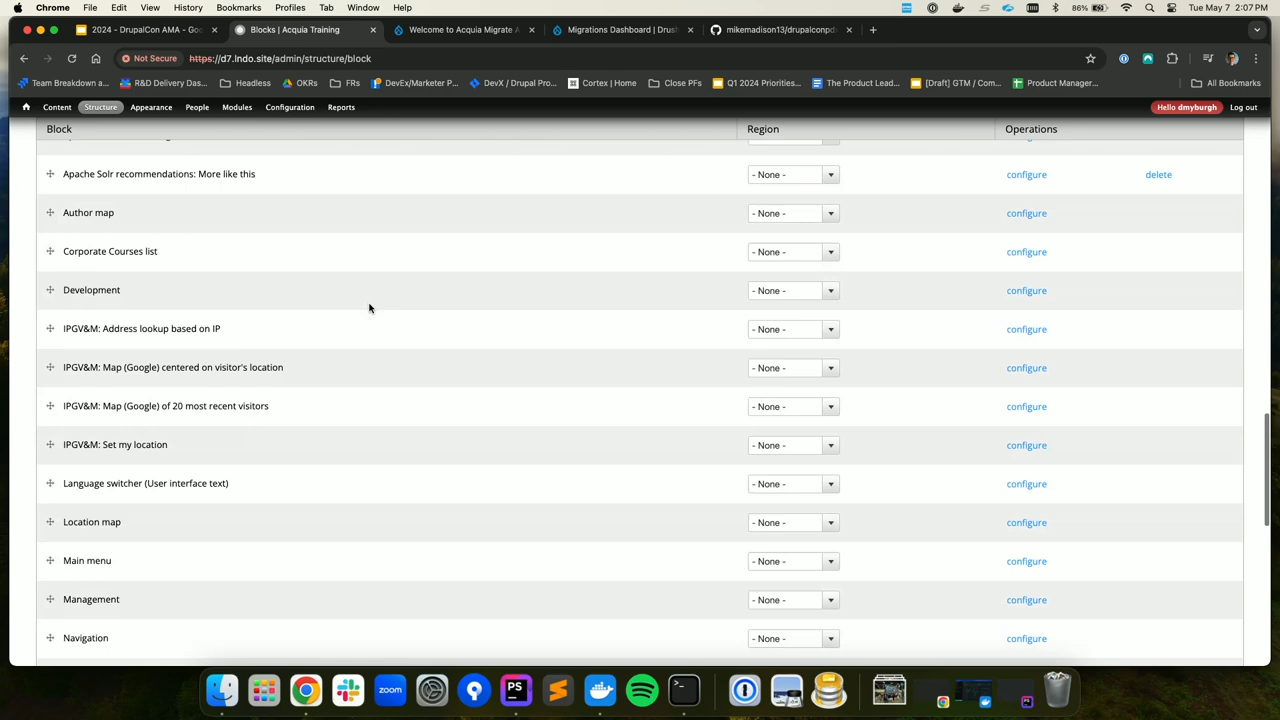 Chrome File Edit View History Bookmarks Profiles Tab Window Help 86% Tue May 7 2:07 PM
2024 - DrupalCon AMA - Goo Blocks | Acquia Training Welcome to Acquia Migrate A Migrations Dashboard | Drush mikemadison13/drupalconpd
Not Secure https://d7.lndo.site/admin/structure/block
Team Breakdown a... R&D Delivery Das... Headless OKRs FRs DevEx/Marketer P... DevX / Drupal Pro... Cortex | Home Close PFs Q1 2024 Priorities... The Product Lead... [Draft] GTM / Com... Product Manager... All Bookmarks
Content Structure Appearance People Modules Configuration Reports Hello dmyburgh Log out
Block Region Operations
Apache Solr recommendations: More like this - None - configure delete
Author map - None - configure
Corporate Courses list - None - configure
Development - None - configure
IPGV&M: Address lookup based on IP - None - configure
IPGV&M: Map (Google) centered on visitor's location - None - configure
IPGV&M: Map (Google) of 20 most recent visitors - None - configure
IPGV&M: Set my location - None - configure
Language switcher (User interface text) - None - configure
Location map - None - configure
Main menu - None - configure
Management - None - configure
Navigation - None - configure
zoom PS